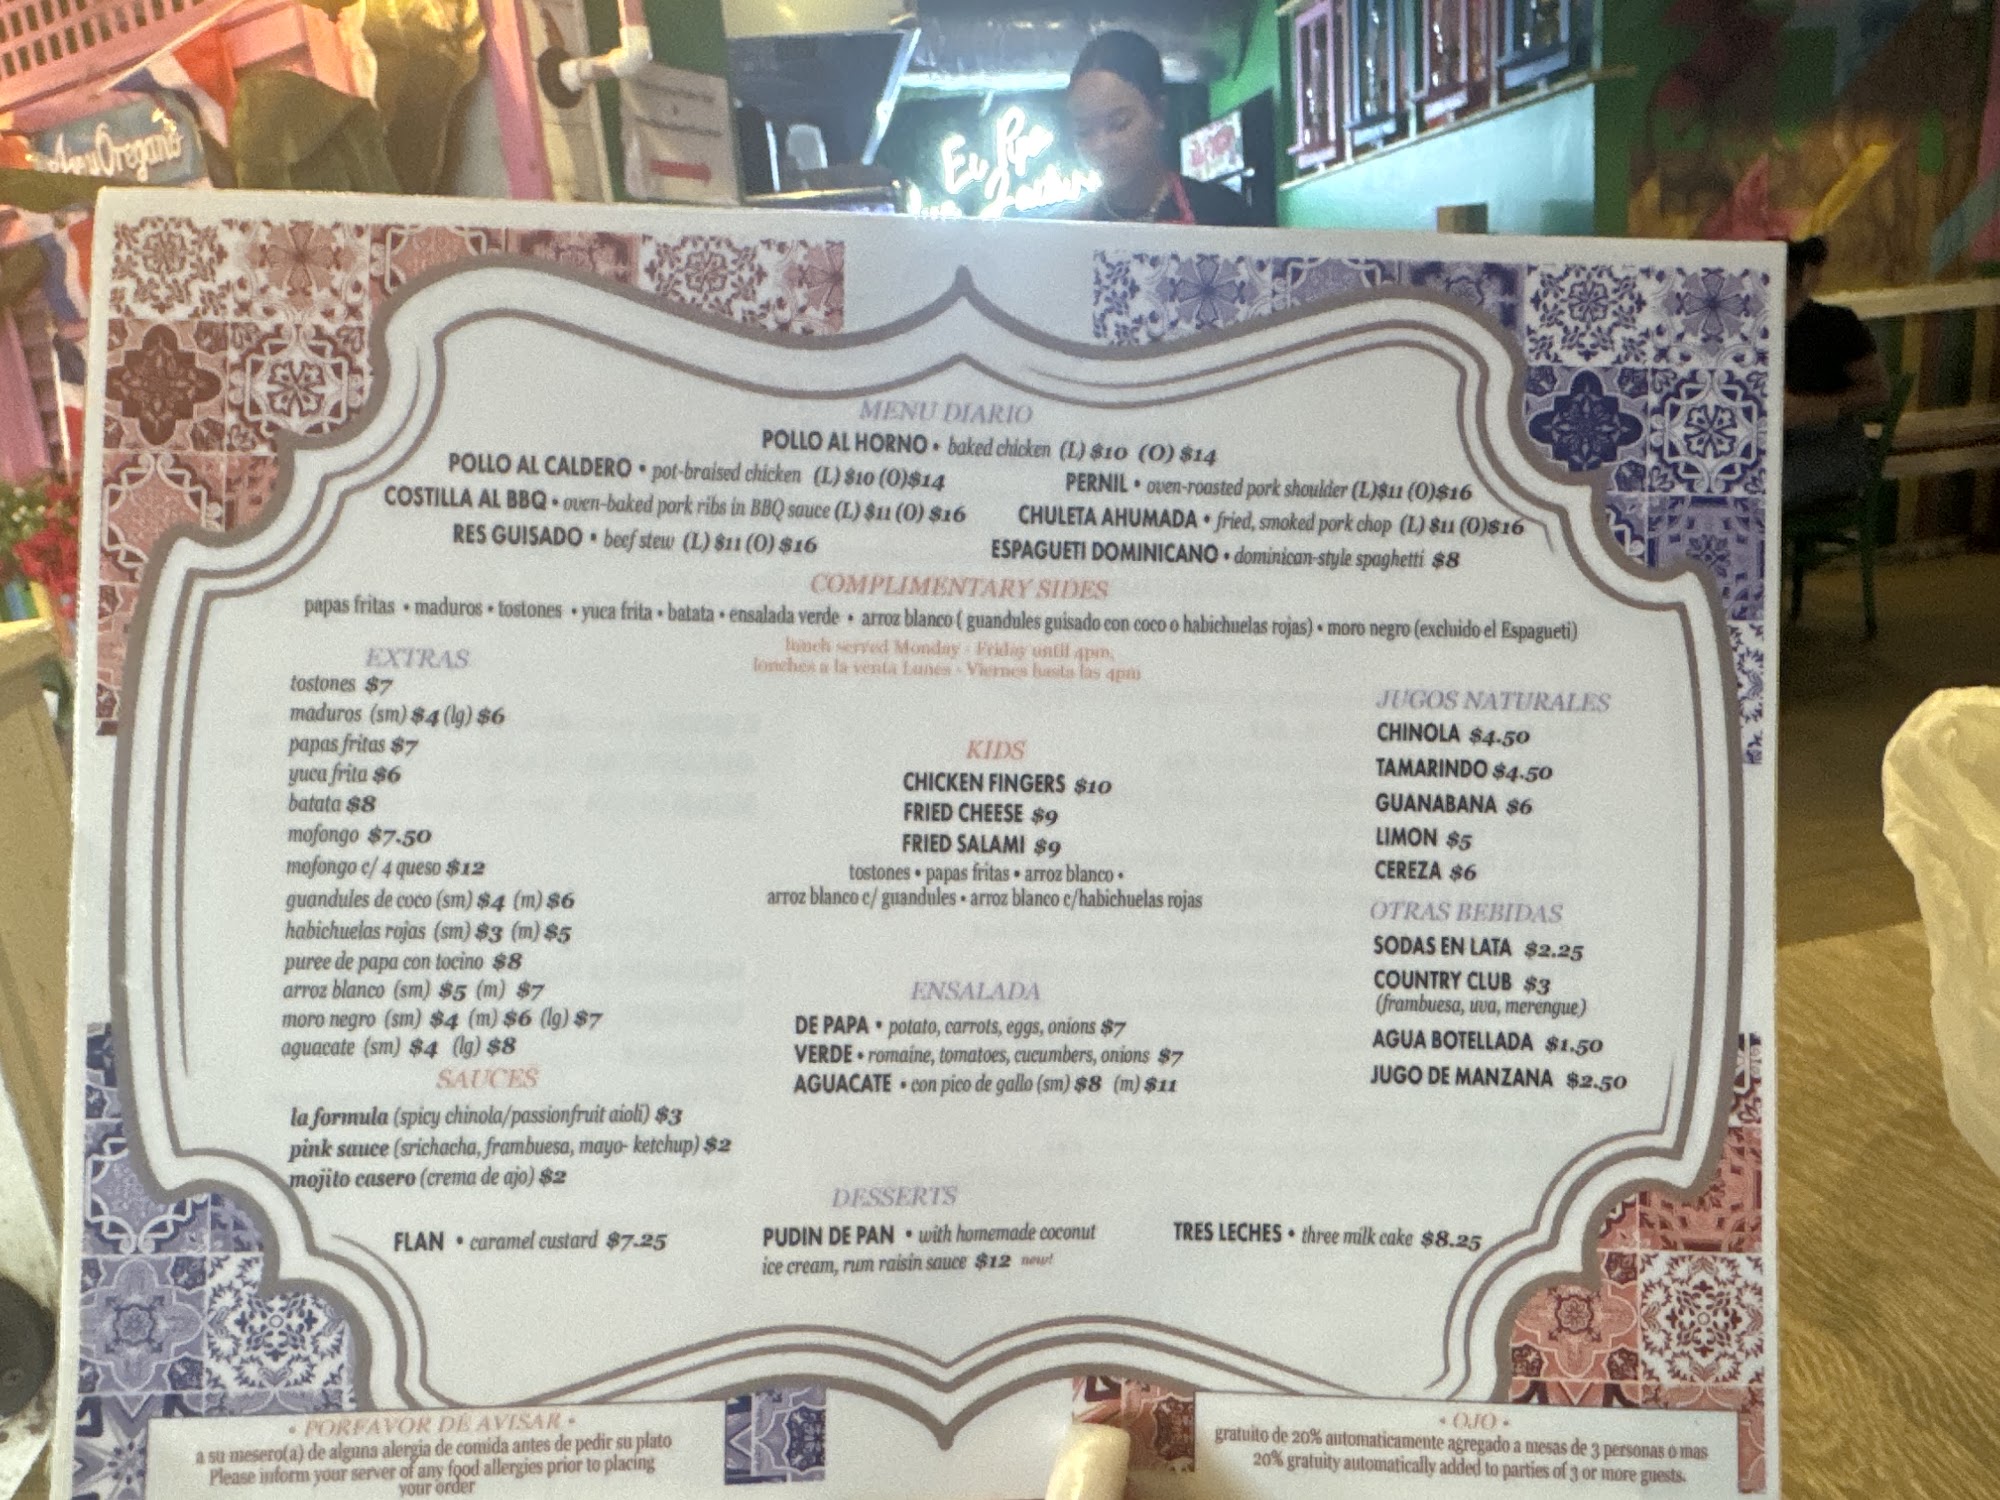 Oregano
El Pipo
MENU DIARIO
POLLO AL HORNO • baked chicken (L) $10 (O) $14
POLLO AL CALDERO • pot-braised chicken (L) $10 (O)$14
PERNIL • oven-roasted pork shoulder (L)$11 (O)$16
COSTILLA AL BBQ • oven-baked pork ribs in BBQ sauce (L) $11 (O) $16
CHULETA AHUMADA • fried, smoked pork chop (L) $11 (O)$16
RES GUISADO • beef stew (L) $11 (O) $16
ESPAGUETI DOMINICANO • dominican-style spaghetti $8
COMPLIMENTARY SIDES
papas fritas • maduros • tostones • yuca frita • batata • ensalada verde • arroz blanco ( guandules guisado con coco o habichuelas rojas) • moro negro (excluido el Espagueti)
lunch served Monday - Friday until 4pm,
lonches a la venta Lunes - Viernes hasta las 4pm
EXTRAS
tostones $7
maduros (sm) $4 (lg) $6
papas fritas $7
yuca frita $6
batata $8
mofongo $7.50
mofongo c/ 4 queso $12
guandules de coco (sm) $4 (m) $6
habichuelas rojas (sm) $3 (m) $5
puree de papa con tocino $8
arroz blanco (sm) $5 (m) $7
moro negro (sm) $4 (m) $6 (lg) $7
aguacate (sm) $4 (lg) $8
SAUCES
la formula (spicy chinola/passionfruit aioli) $3
pink sauce (srichacha, frambuesa, mayo- ketchup) $2
mojito casero (crema de ajo) $2
KIDS
CHICKEN FINGERS $10
FRIED CHEESE $9
FRIED SALAMI $9
tostones • papas fritas • arroz blanco •
arroz blanco c/ guandules • arroz blanco c/habichuelas rojas
ENSALADA
DE PAPA • potato, carrots, eggs, onions $7
VERDE • romaine, tomatoes, cucumbers, onions $7
AGUACATE • con pico de gallo (sm) $8 (m) $11
JUGOS NATURALES
CHINOLA $4.50
TAMARINDO $4.50
GUANABANA $6
LIMON $5
CEREZA $6
OTRAS BEBIDAS
SODAS EN LATA $2.25
COUNTRY CLUB $3
(frambuesa, uva, merengue)
AGUA BOTELLADA $1.50
JUGO DE MANZANA $2.50
DESSERTS
FLAN • caramel custard $7.25
PUDIN DE PAN • with homemade coconut
ice cream, rum raisin sauce $12 new!
TRES LECHES • three milk cake $8.25
• PORFAVOR DE AVISAR •
a su mesero(a) de alguna alergia de comida antes de pedir su plato
Please inform your server of any food allergies prior to placing
your order
• OJO •
gratuito de 20% automaticamente agregado a mesas de 3 personas o mas
20% gratuity automatically added to parties of 3 or more guests.